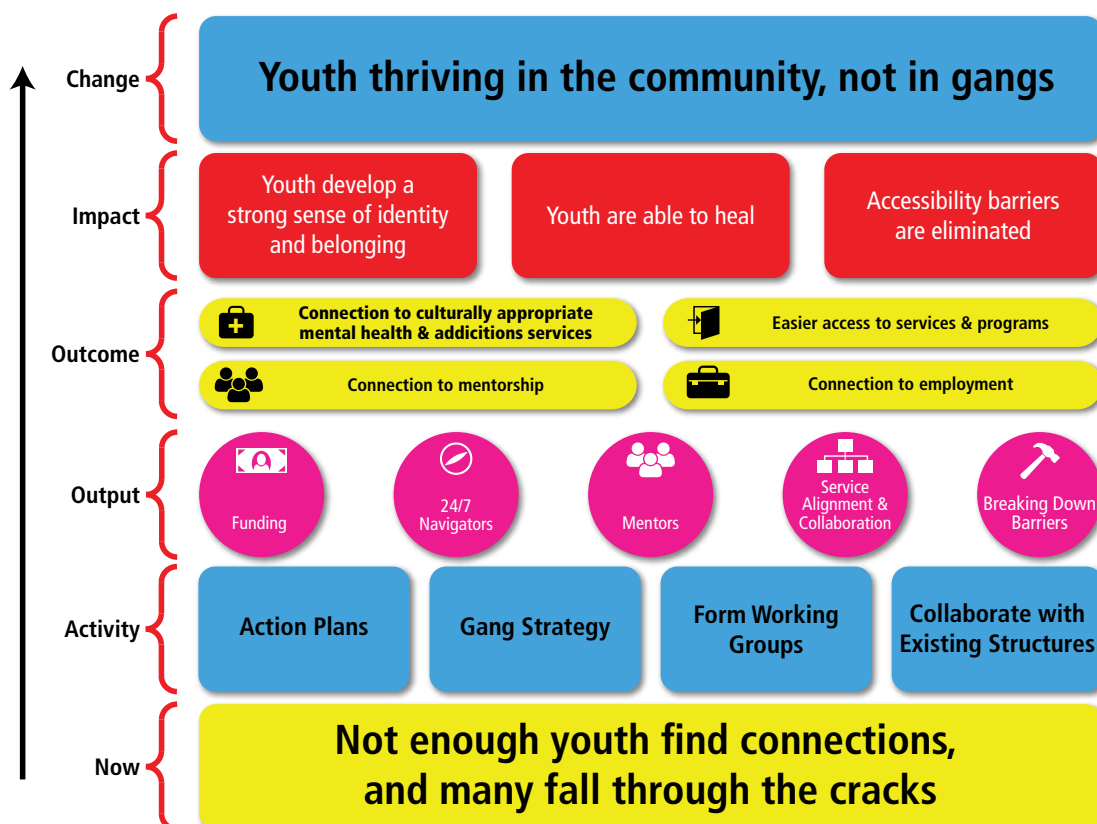 Change
Youth thriving in the community, not in gangs
Impact
Youth develop a
strong sense of identity
and belonging
Youth are able to heal
Accessibility barriers
are eliminated
Outcome
Connection to culturally appropriate
mental health & addicitions services
Easier access to services & programs
Connection to mentorship
Connection to employment
Output
Funding
24/7
Navigators
Mentors
Service
Alignment &
Collaboration
Breaking Down
Barriers
Activity
Action Plans
Gang Strategy
Form Working
Groups
Collaborate with
Existing Structures
Now
Not enough youth find connections,
and many fall through the cracks